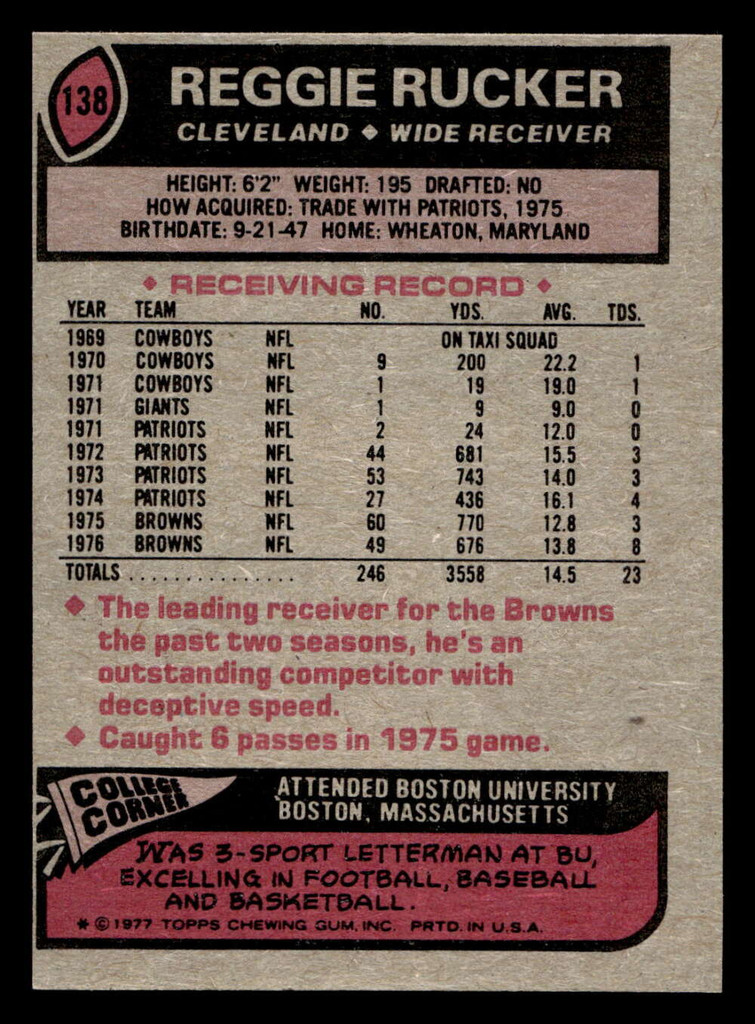 138
REGGIE RUCKER
CLEVELAND ◆ WIDE RECEIVER
HEIGHT: 6'2" WEIGHT: 195 DRAFTED: NO
HOW ACQUIRED: TRADE WITH PATRIOTS, 1975
BIRTHDATE: 9-21-47 HOME: WHEATON, MARYLAND
◆ RECEIVING RECORD ◆
YEAR TEAM NO. YDS. AVG. TDS.
1969 COWBOYS NFL ON TAXI SQUAD
1970 COWBOYS NFL 9 200 22.2 1
1971 COWBOYS NFL 1 19 19.0 1
1971 GIANTS NFL 1 9 9.0 0
1971 PATRIOTS NFL 2 24 12.0 0
1972 PATRIOTS NFL 44 681 15.5 3
1973 PATRIOTS NFL 53 743 14.0 3
1974 PATRIOTS NFL 27 436 16.1 4
1975 BROWNS NFL 60 770 12.8 3
1976 BROWNS NFL 49 676 13.8 8
TOTALS ................ 246 3558 14.5 23
◆ The leading receiver for the Browns
the past two seasons, he's an
outstanding competitor with
deceptive speed.
◆ Caught 6 passes in 1975 game.
COLLEGE
CORNER
ATTENDED BOSTON UNIVERSITY
BOSTON, MASSACHUSETTS
WAS 3-SPORT LETTERMAN AT BU,
EXCELLING IN FOOTBALL, BASEBALL
AND BASKETBALL.
* © 1977 TOPPS CHEWING GUM, INC. PRTD. IN U.S.A.